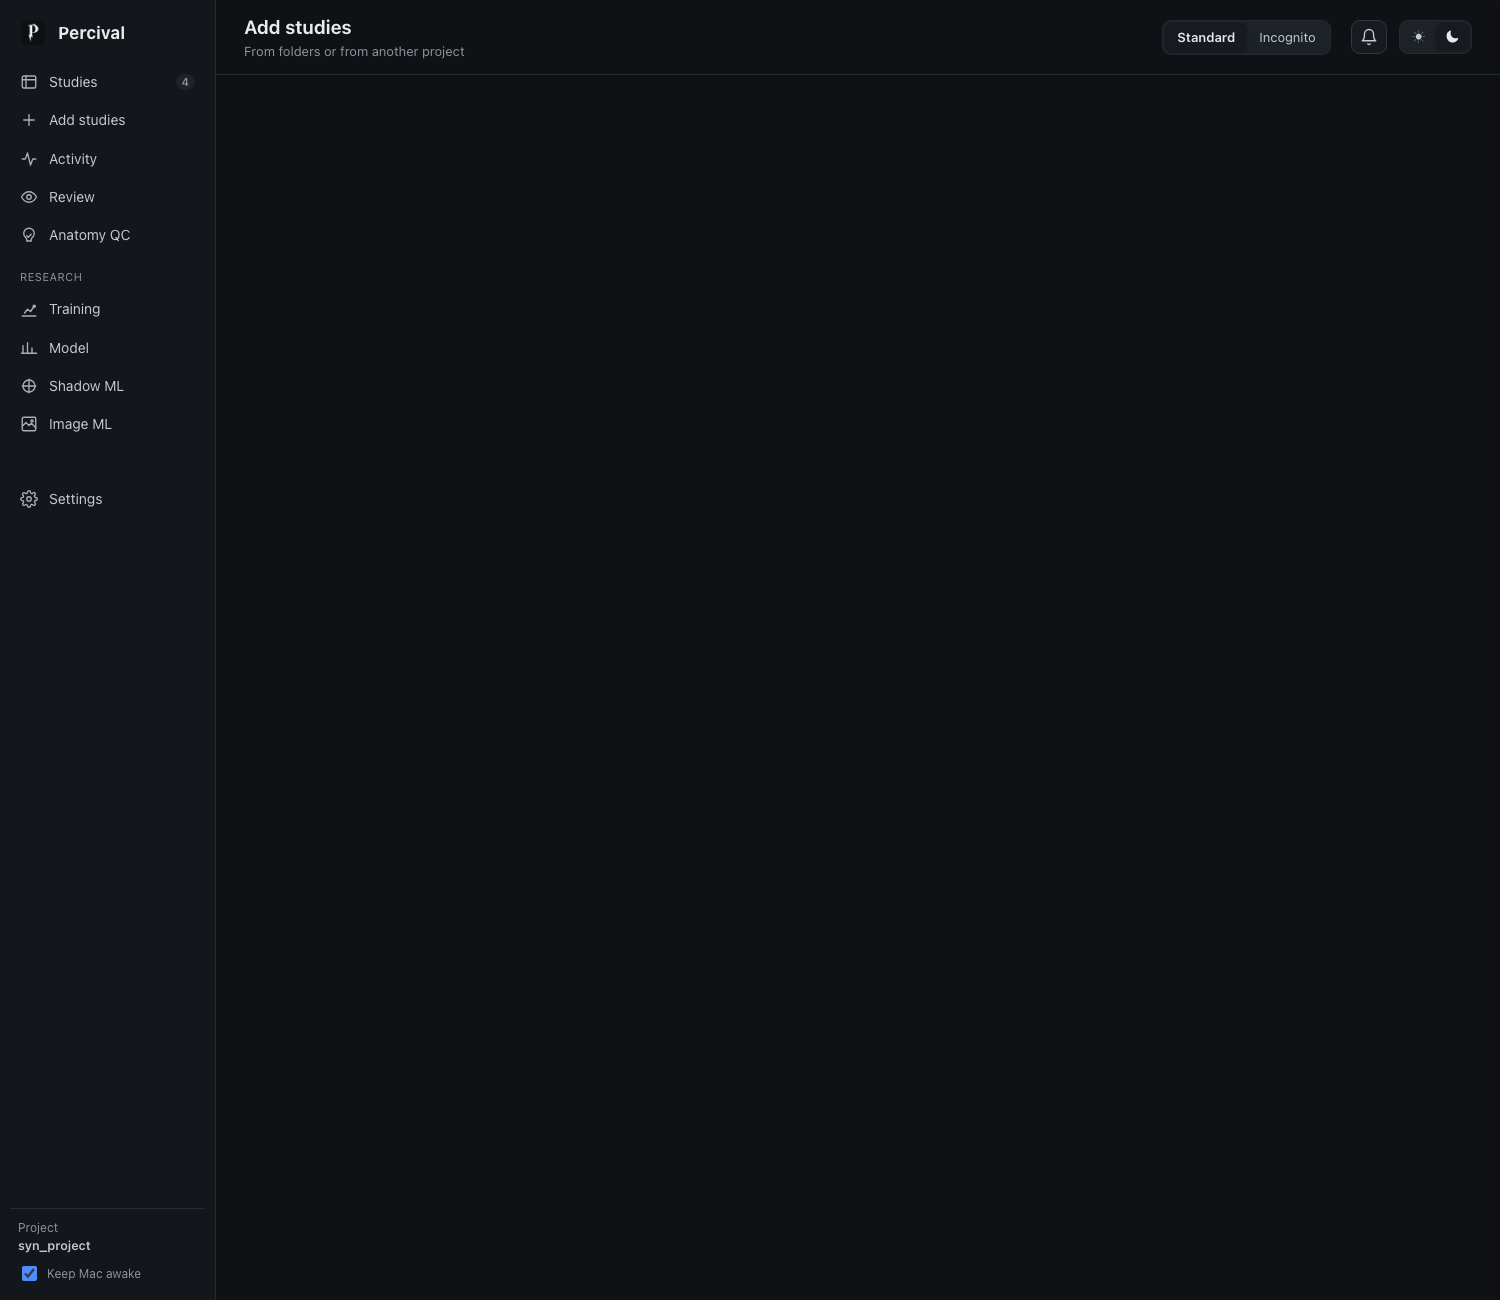 Percival
Studies 4
Add studies
Activity
Review
Anatomy QC
RESEARCH
Training
Model
Shadow ML
Image ML
Settings
Project
syn_project
Keep Mac awake
Add studies
From folders or from another project
Standard Incognito